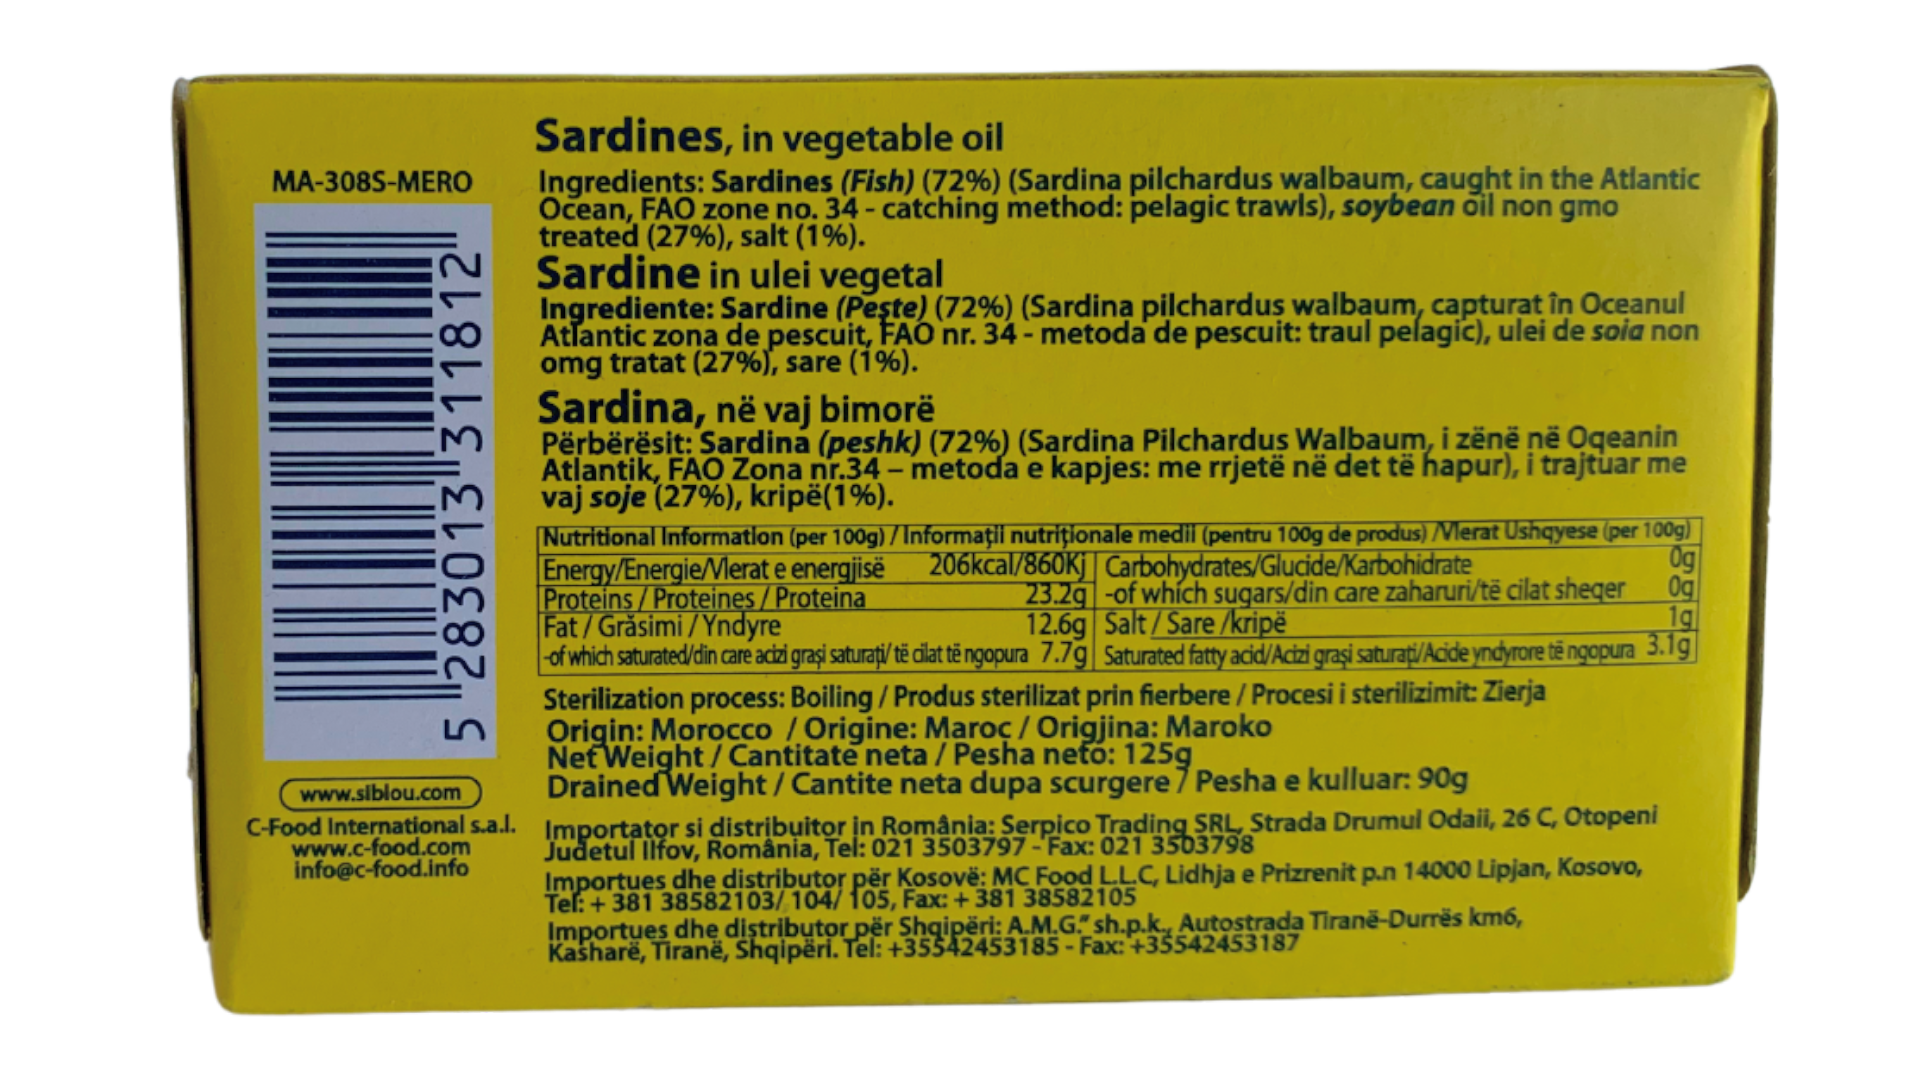 MA-308S-MERO
5 283013 311812
www.siblou.com
C-Food International s.a.l.
www.c-food.com
info@c-food.info
Sardines, in vegetable oil
Ingredients: Sardines (Fish) (72%) (Sardina pilchardus walbaum, caught in the Atlantic
Ocean, FAO zone no. 34 - catching method: pelagic trawls), soybean oil non gmo
treated (27%), salt (1%).
Sardine in ulei vegetal
Ingrediente: Sardine (Pește) (72%) (Sardina pilchardus walbaum, capturat în Oceanul
Atlantic zona de pescuit, FAO nr. 34 - metoda de pescuit: traul pelagic), ulei de soia non
omg tratat (27%), sare (1%).
Sardina, në vaj bimorë
Përbërësit: Sardina (peshk) (72%) (Sardina Pilchardus Walbaum, i zënë në Oqeanin
Atlantik, FAO Zona nr.34 – metoda e kapjes: me rrjetë në det të hapur), i trajtuar me
vaj soje (27%), kripë(1%).
Nutritional Information (per 100g) / Informații nutriționale medii (pentru 100g de produs) /Vlerat Ushqyese (per 100g)
Energy/Energie/Vlerat e energjisë 206kcal/860Kj Carbohydrates/Glucide/Karbohidrate 0g
Proteins / Proteines / Proteina 23.2g -of which sugars/din care zaharuri/të cilat sheqer 0g
Fat / Grăsimi / Yndyre 12.6g Salt / Sare /kripë 1g
-of which saturated/din care acizi grași saturați/ të cilat të ngopura 7.7g Saturated fatty acid/Acizi grași saturați/Acide yndyrore të ngopura 3.1g
Sterilization process: Boiling / Produs sterilizat prin fierbere / Procesi i sterilizimit: Zierja
Origin: Morocco / Origine: Maroc / Origjina: Maroko
Net Weight / Cantitate neta / Pesha neto: 125g
Drained Weight / Cantite neta dupa scurgere / Pesha e kulluar: 90g
Importator si distribuitor in România: Serpico Trading SRL, Strada Drumul Odaii, 26 C, Otopeni
Județul Ilfov, România, Tel: 021 3503797 - Fax: 021 3503798
Importues dhe distributor për Kosovë: MC Food L.L.C, Lidhja e Prizrenit p.n 14000 Lipjan, Kosovo,
Tel: + 381 38582103/ 104/ 105, Fax: + 381 38582105
Importues dhe distributor për Shqipëri: A.M.G." sh.p.k., Autostrada Tiranë-Durrës km6,
Kasharë, Tiranë, Shqipëri. Tel: +35542453185 - Fax: +35542453187